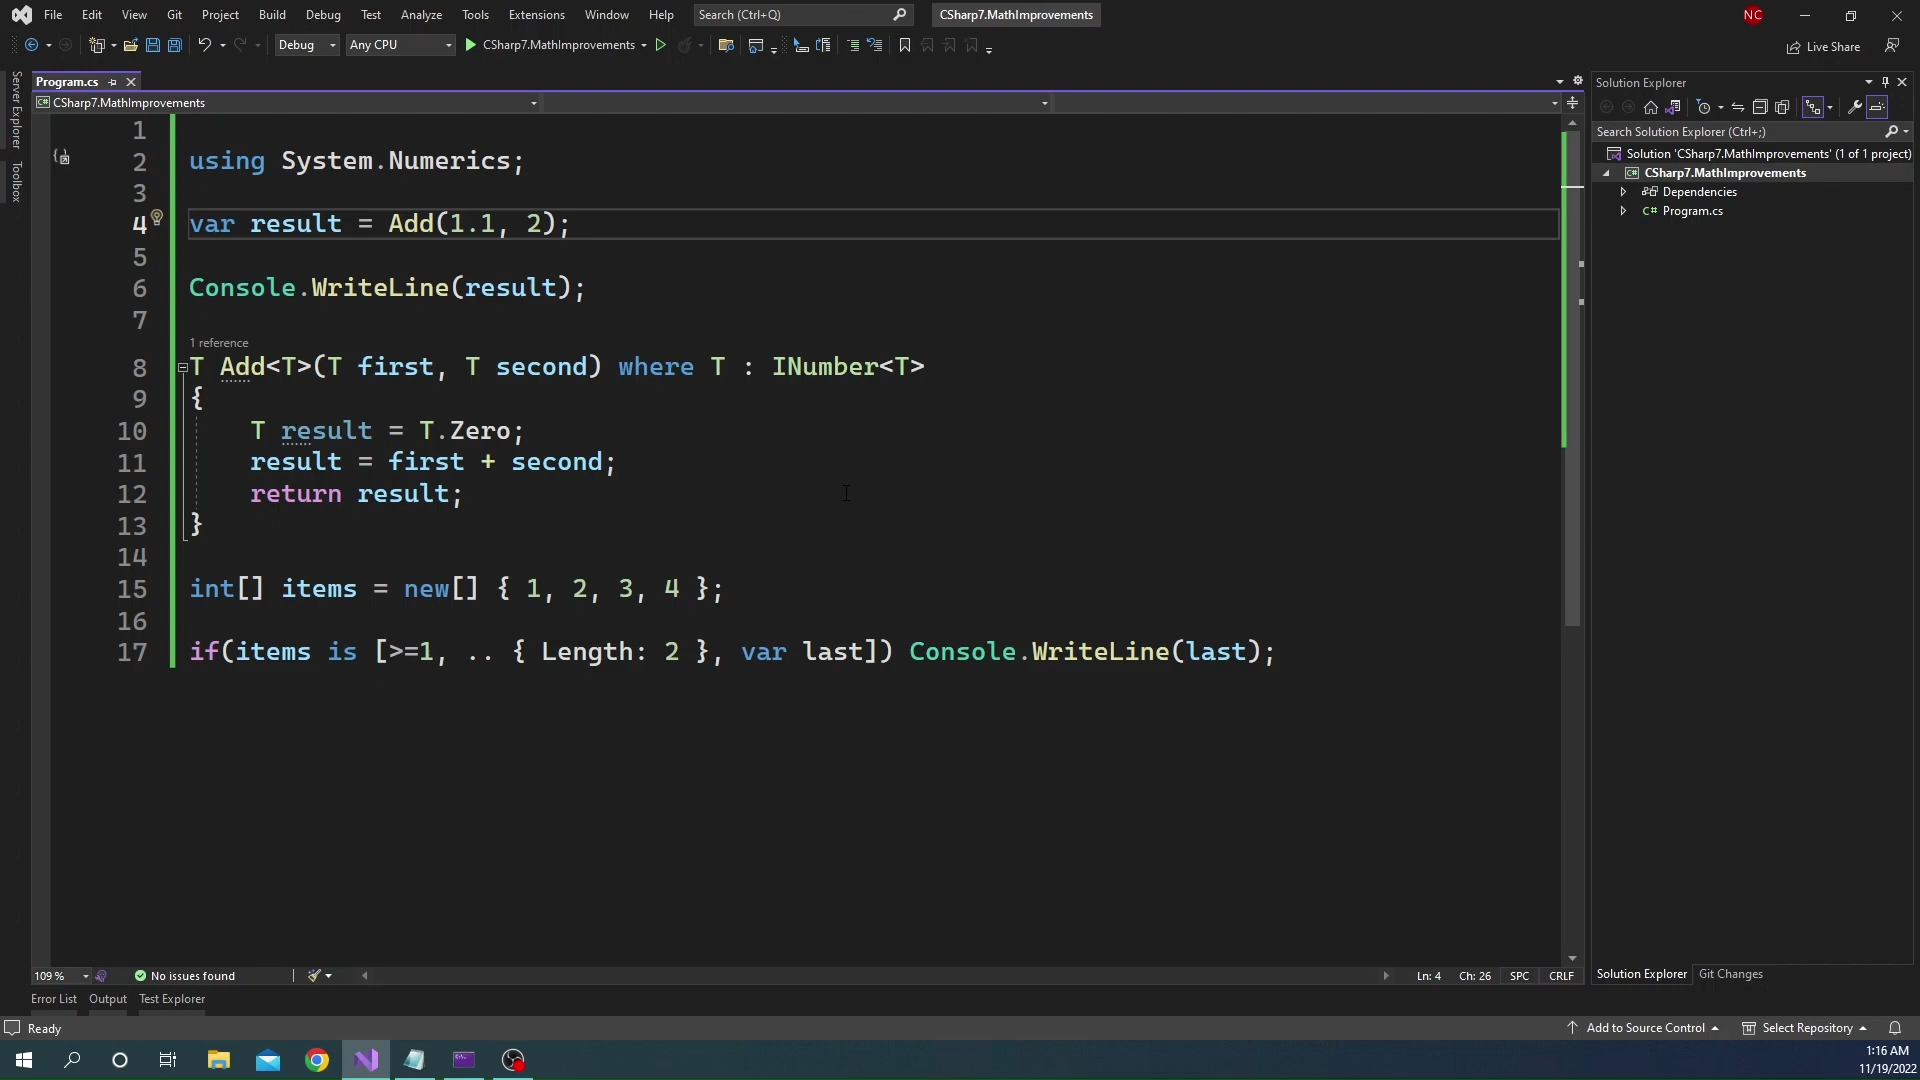 File Edit View Git Project Build Debug Test Analyze Tools Extensions Window Help Search (Ctrl+Q) CSharp7.MathImprovements NC
Debug Any CPU CSharp7.MathImprovements Live Share
Server Explorer
Toolbox
Program.cs
CSharp7.MathImprovements
1
2 using System.Numerics;
3
4 var result = Add(1.1, 2);
5
6 Console.WriteLine(result);
7
1 reference
8 T Add<T>(T first, T second) where T : INumber<T>
9 {
10 T result = T.Zero;
11 result = first + second;
12 return result;
13 }
14
15 int[] items = new[] { 1, 2, 3, 4 };
16
17 if(items is [>=1, .. { Length: 2 }, var last]) Console.WriteLine(last);
109 % No issues found Ln: 4 Ch: 26 SPC CRLF
Error List Output Test Explorer
Solution Explorer
Search Solution Explorer (Ctrl+;)
Solution 'CSharp7.MathImprovements' (1 of 1 project)
C# CSharp7.MathImprovements
Dependencies
C# Program.cs
Solution Explorer Git Changes
Ready Add to Source Control Select Repository
1:16 AM
11/19/2022